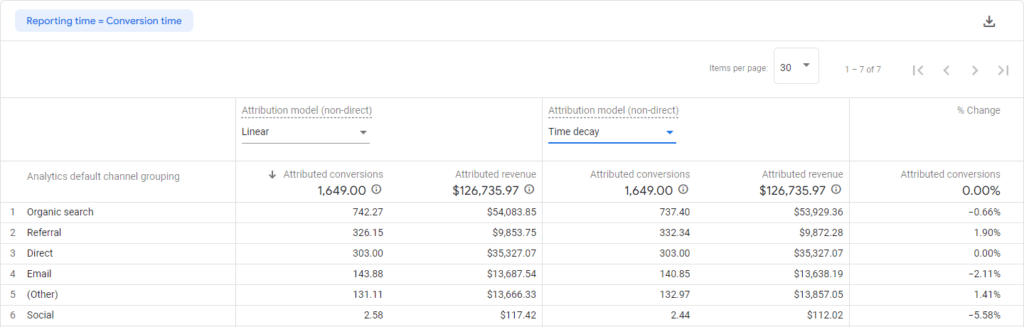 Reporting time = Conversion time
Items per page: 30 1 – 7 of 7
Attribution model (non-direct) Attribution model (non-direct) % Change
Linear Time decay
Analytics default channel grouping Attributed conversions Attributed revenue Attributed conversions Attributed revenue Attributed conversions
1,649.00 $126,735.97 1,649.00 $126,735.97 0.00%
1 Organic search 742.27 $54,083.85 737.40 $53,929.36 −0.66%
2 Referral 326.15 $9,853.75 332.34 $9,872.28 1.90%
3 Direct 303.00 $35,327.07 303.00 $35,327.07 0.00%
4 Email 143.88 $13,687.54 140.85 $13,638.19 −2.11%
5 (Other) 131.11 $13,666.33 132.97 $13,857.05 1.41%
6 Social 2.58 $117.42 2.44 $112.02 −5.58%